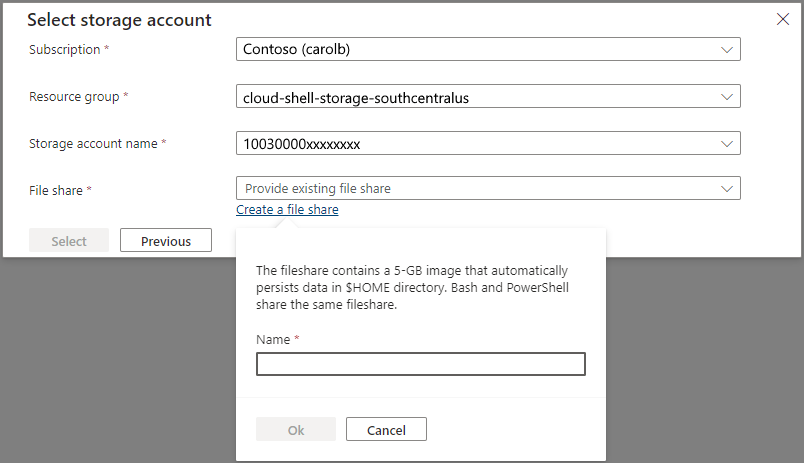 Select storage account
Subscription *
Contoso (carolb)
Resource group *
cloud-shell-storage-southcentralus
Storage account name *
10030000xxxxxxxx
File share *
Provide existing file share
Create a file share
Select
Previous
The fileshare contains a 5-GB image that automatically
persists data in $HOME directory. Bash and PowerShell
share the same fileshare.
Name *
Ok
Cancel